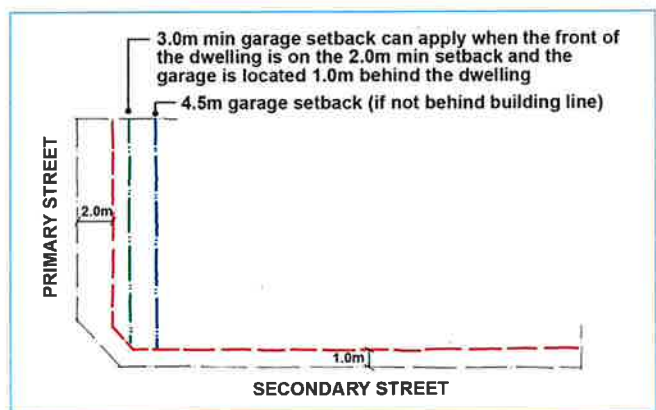 3.0m min garage setback can apply when the front of
the dwelling is on the 2.0m min setback and the
garage is located 1.0m behind the dwelling
4.5m garage setback (if not behind building line)
PRIMARY STREET
2.0m
1.0m
SECONDARY STREET